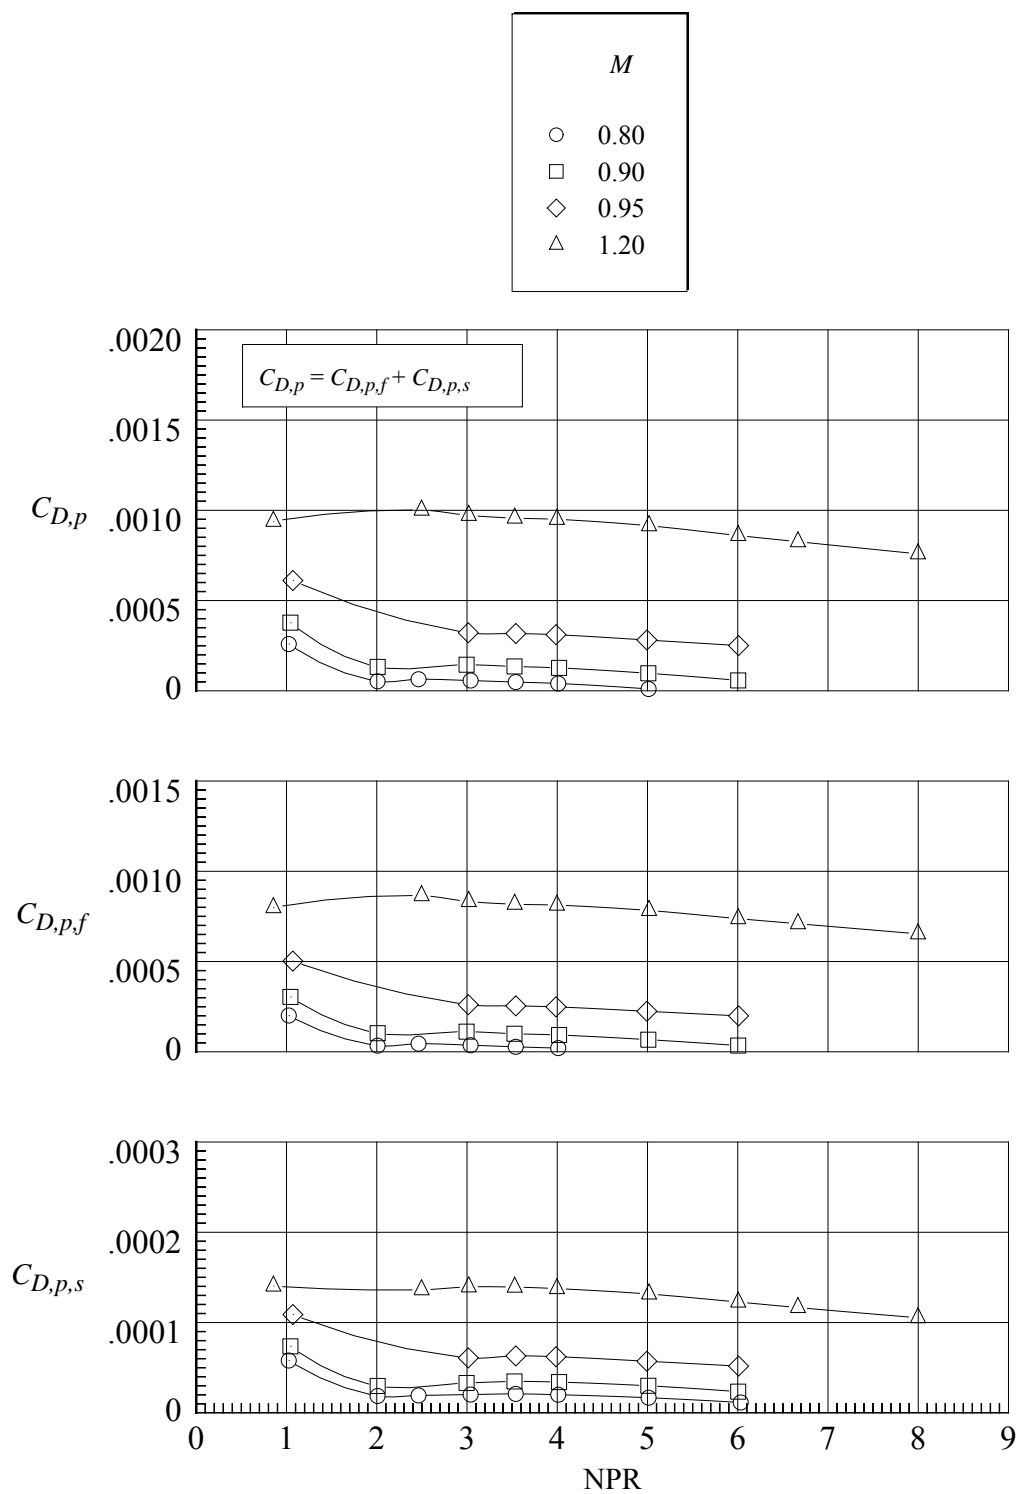 M
0.80
0.90
0.95
1.20
.0020
C_{D,p} = C_{D,p,f} + C_{D,p,s}
.0015
C_{D,p}
.0010
.0005
0
.0015
.0010
C_{D,p,f}
.0005
0
.0003
.0002
C_{D,p,s}
.0001
0
0 1 2 3 4 5 6 7 8 9
NPR